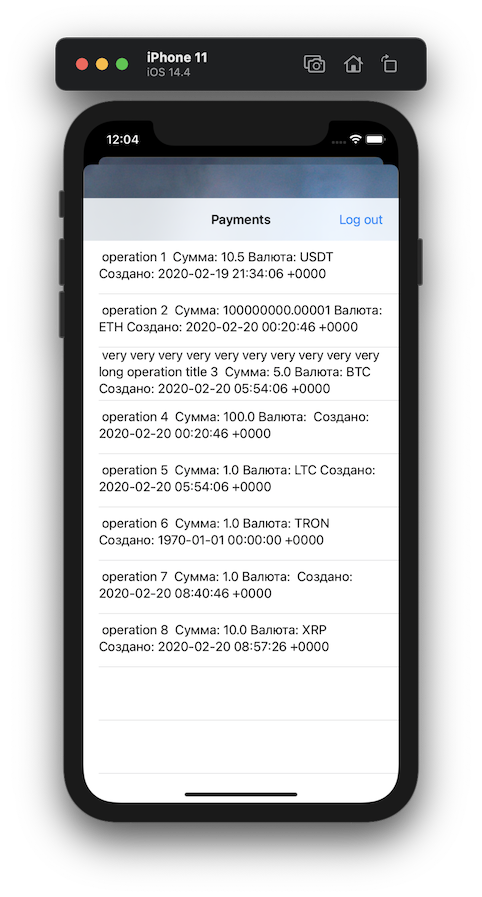 iPhone 11
iOS 14.4
12:04
Payments
Log out
operation 1 Сумма: 10.5 Валюта: USDT
Создано: 2020-02-19 21:34:06 +0000
operation 2 Сумма: 100000000.00001 Валюта:
ETH Создано: 2020-02-20 00:20:46 +0000
very very very very very very very very very very
long operation title 3 Сумма: 5.0 Валюта: BTC
Создано: 2020-02-20 05:54:06 +0000
operation 4 Сумма: 100.0 Валюта: Создано:
2020-02-20 00:20:46 +0000
operation 5 Сумма: 1.0 Валюта: LTC Создано:
2020-02-20 05:54:06 +0000
operation 6 Сумма: 1.0 Валюта: TRON
Создано: 1970-01-01 00:00:00 +0000
operation 7 Сумма: 1.0 Валюта: Создано:
2020-02-20 08:40:46 +0000
operation 8 Сумма: 10.0 Валюта: XRP
Создано: 2020-02-20 08:57:26 +0000